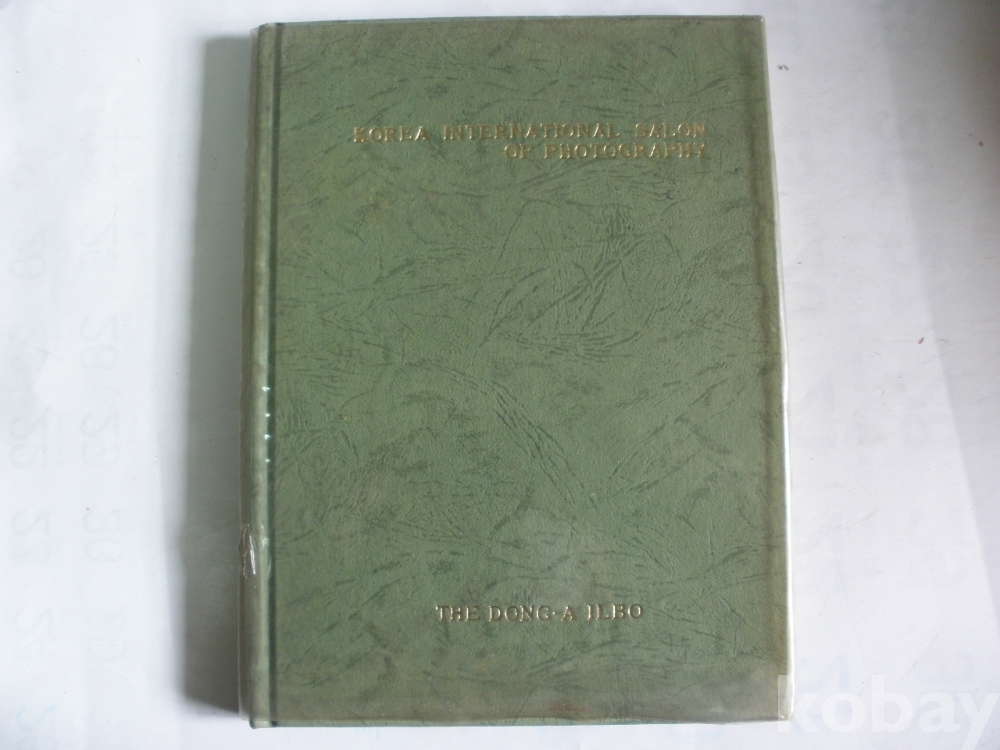 KOREA INTERNATIONAL SALON
OF PHOTOGRAPHY
THE DONG-A ILBO
kobay